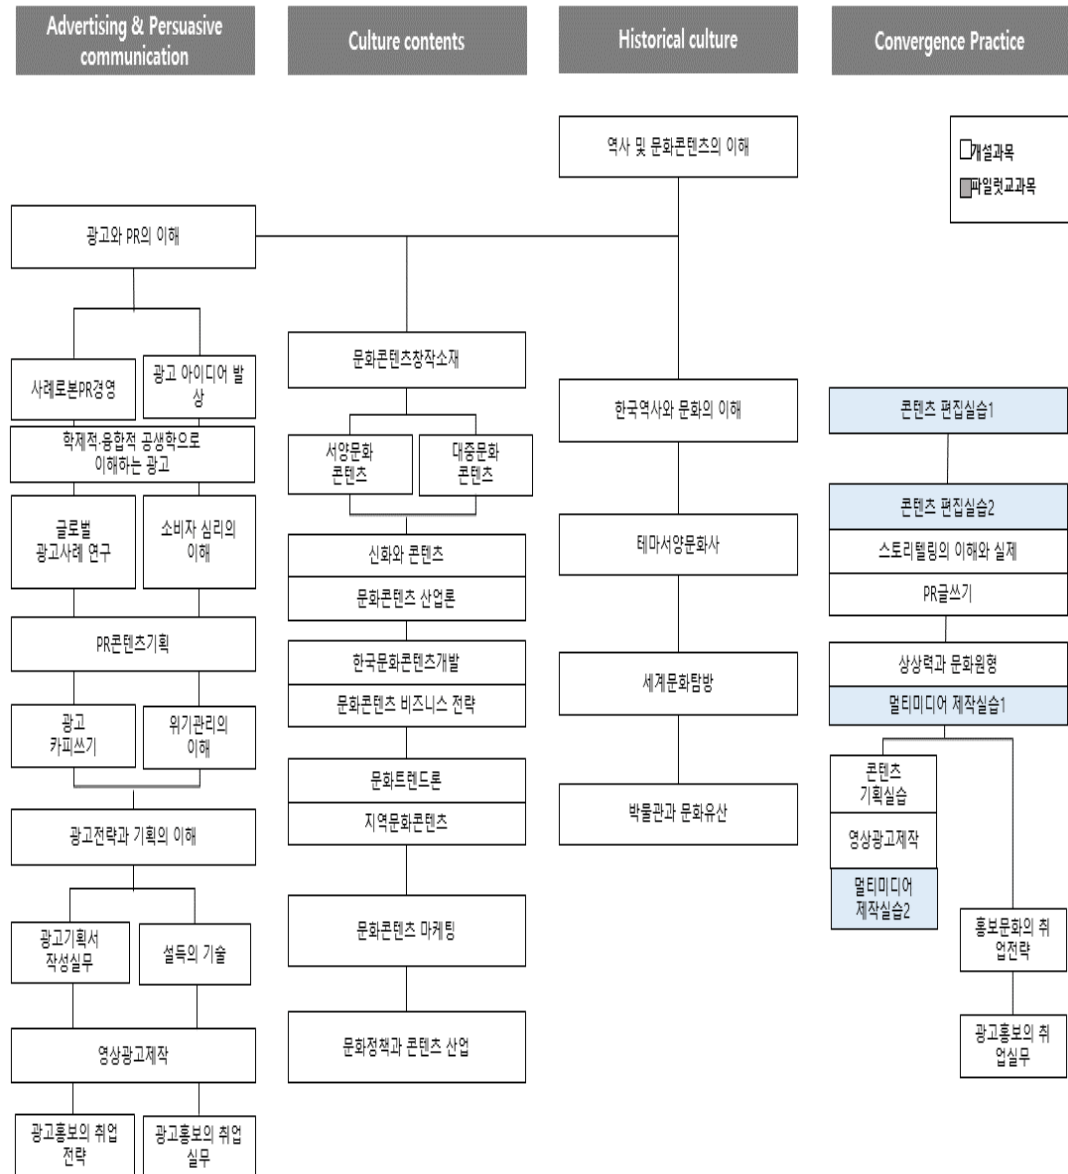 Advertising & Persuasive
communication
Culture contents
Historical culture
Convergence Practice
역사 및 문화콘텐츠의 이해
개설과목
파일럿교과목
광고와 PR의 이해
사례로본PR경영
광고 아이디어 발
상
학제적·융합적 공생학으로
이해하는 광고
글로벌
광고사례 연구
소비자 심리의
이해
PR콘텐츠기획
광고
카피쓰기
위기관리의
이해
광고전략과 기획의 이해
광고기획서
작성실무
설득의 기술
영상광고제작
광고홍보의 취업
전략
광고홍보의 취업
실무
문화콘텐츠창작소재
서양문화
콘텐츠
대중문화
콘텐츠
신화와 콘텐츠
문화콘텐츠 산업론
한국문화콘텐츠개발
문화콘텐츠 비즈니스 전략
문화트렌드론
지역문화콘텐츠
문화콘텐츠 마케팅
문화정책과 콘텐츠 산업
한국역사와 문화의 이해
테마서양문화사
세계문화탐방
박물관과 문화유산
콘텐츠 편집실습1
콘텐츠 편집실습2
스토리텔링의 이해와 실제
PR글쓰기
상상력과 문화원형
멀티미디어 제작실습1
콘텐츠
기획실습
영상광고제작
멀티미디어
제작실습2
홍보문화의 취
업전략
광고홍보의 취
업실무